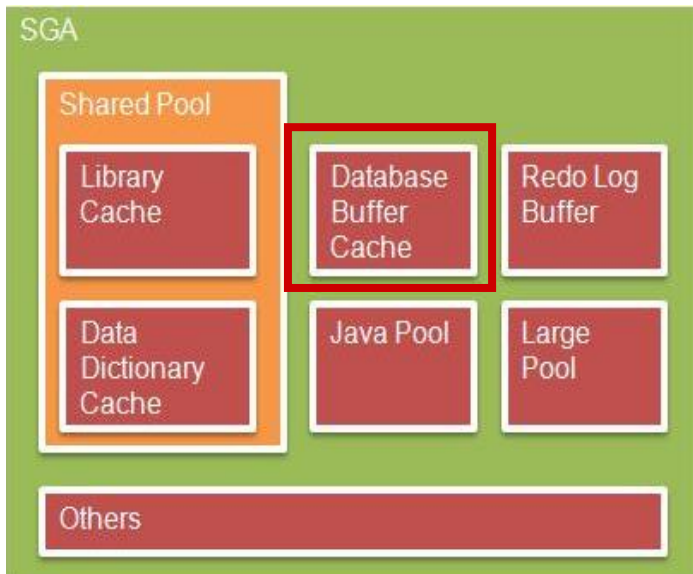 SGA
Shared Pool
Library
Cache
Database
Buffer
Cache
Redo Log
Buffer
Data
Dictionary
Cache
Java Pool
Large
Pool
Others